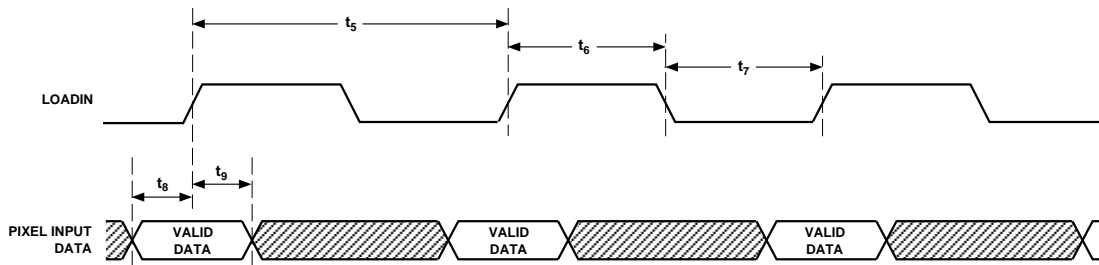 t5
t6
t7
LOADIN
t8
t9
PIXEL INPUT
DATA
VALID
DATA
VALID
DATA
VALID
DATA